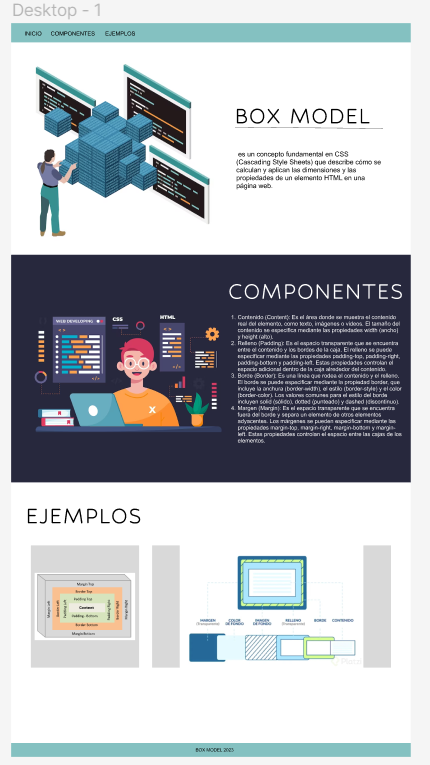 Desktop - 1
INICIO COMPONENTES EJEMPLOS
BOX MODEL
es un concepto fundamental en CSS
(Cascading Style Sheets) que describe cómo se
calculan y aplican las dimensiones y las
propiedades de un elemento HTML en una
página web.
COMPONENTES
WEB DEVELOPING
CSS
HTML
1. Contenido (Content): Es el área donde se muestra el contenido
real del elemento, como texto, imágenes o videos. El tamaño del
contenido se especifica mediante las propiedades width (ancho)
y height (alto).
2. Relleno (Padding): Es el espacio transparente que se encuentra
entre el contenido y los bordes de la caja. El relleno se puede
especificar mediante las propiedades padding-top, padding-right,
padding-bottom y padding-left. Estas propiedades controlan el
espacio adicional dentro de la caja alrededor del contenido.
3. Borde (Border): Es una línea que rodea el contenido y el relleno.
El borde se puede especificar mediante la propiedad border, que
incluye la anchura (border-width), el estilo (border-style) y el color
(border-color). Los valores comunes para el estilo del borde
incluyen solid (sólido), dotted (punteado) y dashed (discontinuo).
4. Margen (Margin): Es el espacio transparente que se encuentra
fuera del borde y separa un elemento de otros elementos
adyacentes. Los márgenes se pueden especificar mediante las
propiedades margin-top, margin-right, margin-bottom y margin-
left. Estas propiedades controlan el espacio entre las cajas de los
elementos.
EJEMPLOS
Margin Top
Border Top
Padding Top
Margin Left
Border Left
Padding Left
Content
Padding Right
Border Right
Margin Right
Padding - Bottom
Border Bottom
Margin Bottom
MARGEN
(Transparente)
COLOR
DE FONDO
IMAGEN
DE FONDO
RELLENO
(Transparente)
BORDE
CONTENIDO
BOX MODEL 2023